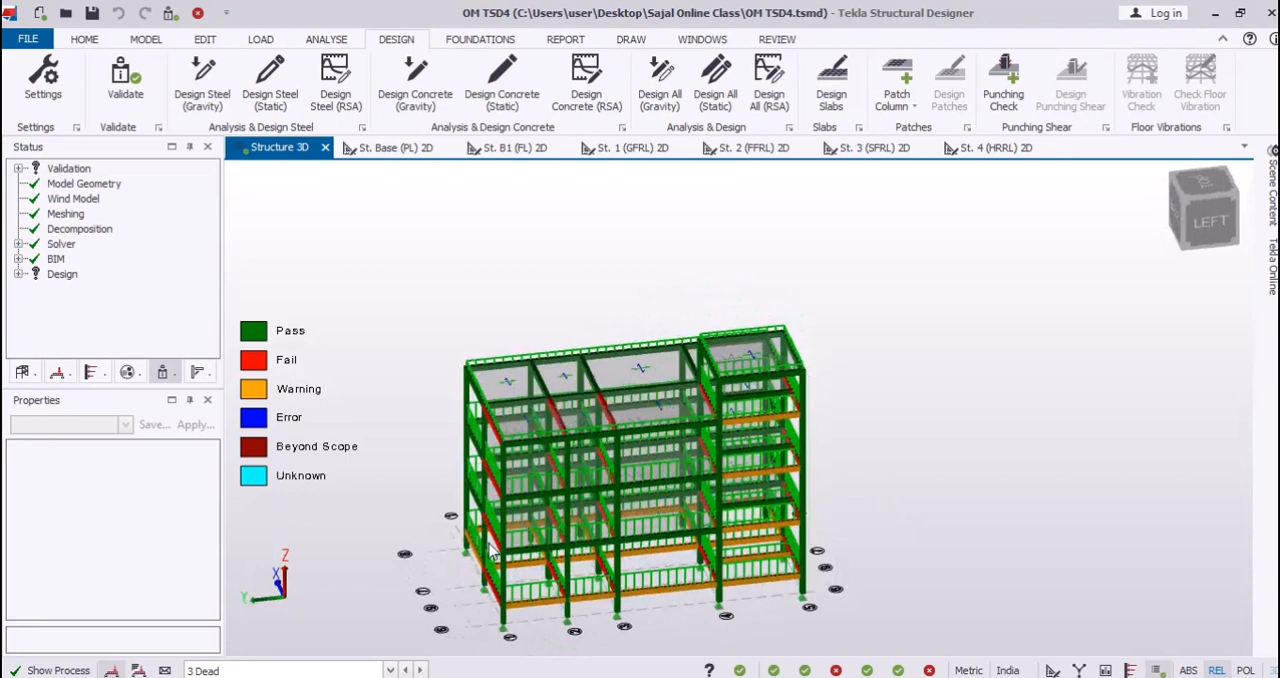 OM TSD4 (C:\Users\user\Desktop\Sajal Online Class\OM TSD4.tsmd) - Tekla Structural Designer
Log in
FILE HOME MODEL EDIT LOAD ANALYSE DESIGN FOUNDATIONS REPORT DRAW WINDOWS REVIEW
Settings Validate Design Steel (Gravity) Design Steel (Static) Design Steel (RSA) Design Concrete (Gravity) Design Concrete (Static) Design Concrete (RSA) Design All (Gravity) Design All (Static) Design All (RSA) Design Slabs Patch Column Design Patches Punching Check Design Punching Shear Vibration Check Check Floor Vibration
Settings Validate Analysis & Design Steel Analysis & Design Concrete Analysis & Design Slabs Patches Punching Shear Floor Vibrations
Status
Structure 3D St. Base (PL) 2D St. B1 (FL) 2D St. 1 (GFRL) 2D St. 2 (FFRL) 2D St. 3 (SFRL) 2D St. 4 (HRRL) 2D
Validation
Model Geometry
Wind Model
Meshing
Decomposition
Solver
BIM
Design
LEFT
Scene Content
Tekla Online
Pass
Fail
Warning
Error
Beyond Scope
Unknown
Properties
Save... Apply...
Z
X
Y
Show Process 3 Dead Metric India ABS REL POL